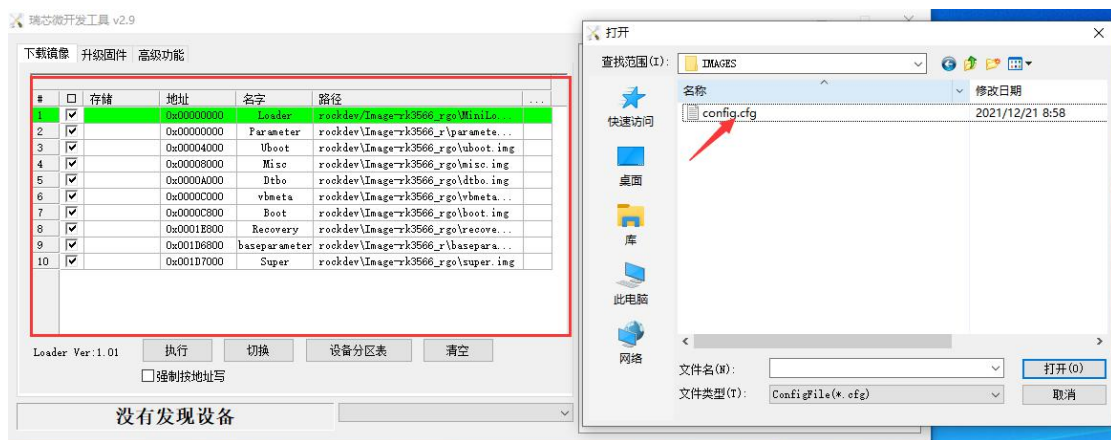 瑞芯微开发工具 v2.9
下载镜像 升级固件 高级功能
# 存储 地址 名字 路径 ...
1 0x00000000 Loader rockdev/Image-rk3566_rgo\MiniLo...
2 0x00000000 Parameter rockdev\Image-rk3566_r\paramete...
3 0x00004000 Uboot rockdev\Image-rk3566_rgo\uboot.img
4 0x00008000 Misc rockdev\Image-rk3566_rgo\misc.img
5 0x0000A000 Dtbo rockdev\Image-rk3566_rgo\dtbo.img
6 0x0000C000 vbmeta rockdev\Image-rk3566_rgo\vbmeta...
7 0x0000C800 Boot rockdev\Image-rk3566_rgo\boot.img
8 0x0001E800 Recovery rockdev\Image-rk3566_rgo\recove...
9 0x001D6800 baseparameter rockdev\Image-rk3566_r\basepara...
10 0x001D7000 Super rockdev\Image-rk3566_rgo\super.img
Loader Ver:1.01 执行 切换 设备分区表 清空
强制按地址写
没有发现设备
打开
查找范围(I): IMAGES
名称 修改日期
config.cfg 2021/12/21 8:58
快速访问
桌面
库
此电脑
网络
文件名(N): 打开(O)
文件类型(T): ConfigFile(*.cfg) 取消